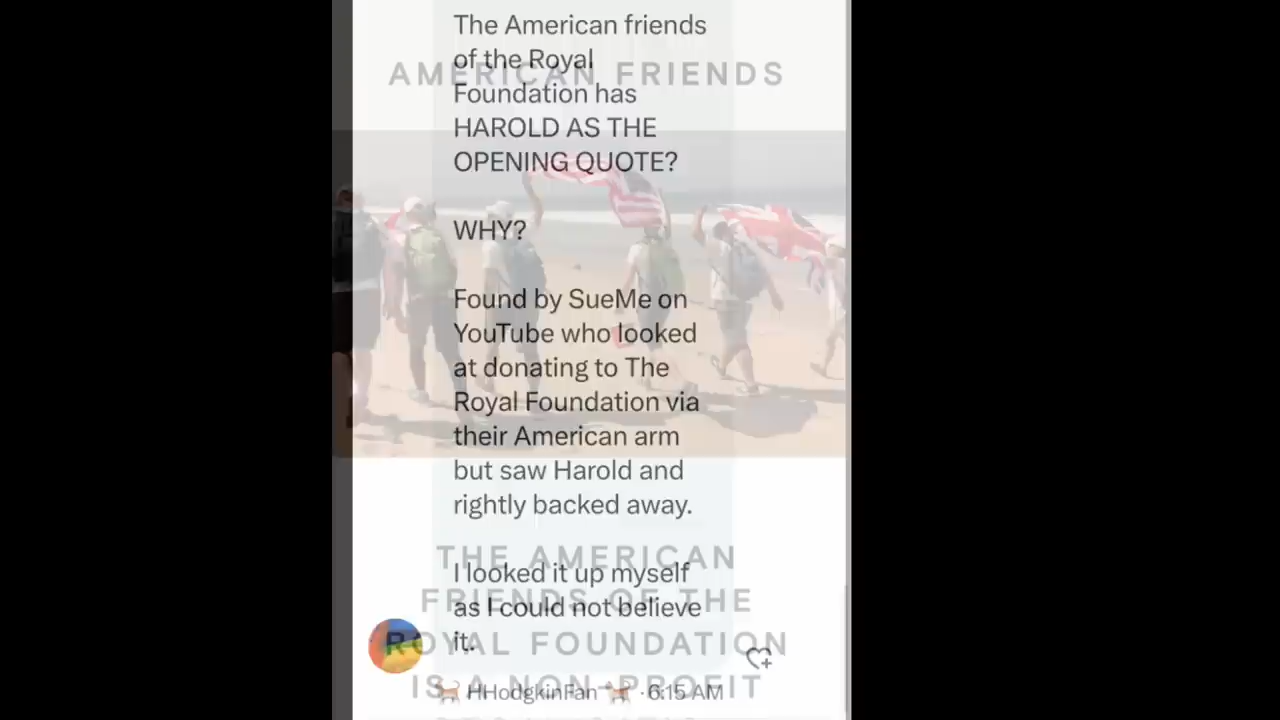 The American friends
of the Royal
AMERICAN FRIENDS
Foundation has
HAROLD AS THE
OPENING QUOTE?
WHY?
Found by SueMe on
YouTube who looked
at donating to The
Royal Foundation via
their American arm
but saw Harold and
rightly backed away.
THE AMERICAN
I looked it up myself
FRIENDS OF THE
as I could not believe
ROYAL FOUNDATION
it.
IS A NON-PROFIT
HHodgkinFan · 6:15 AM